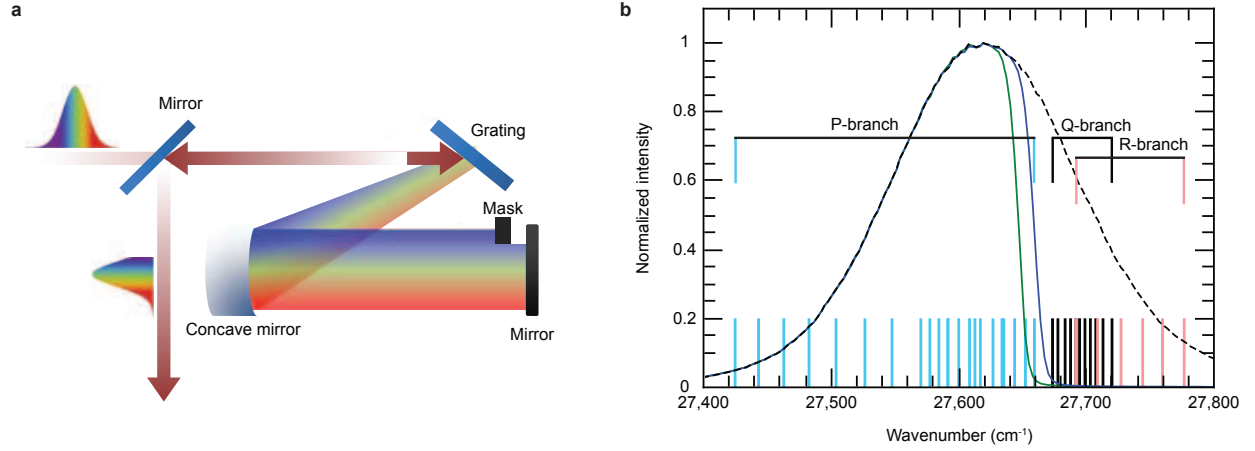 a
Mirror
Grating
Mask
Concave mirror
Mirror
b
1
0.8
0.6
0.4
0.2
0
Normalized intensity
P-branch
Q-branch
R-branch
27,400
27,500
27,600
27,700
27,800
Wavenumber (cm⁻¹)